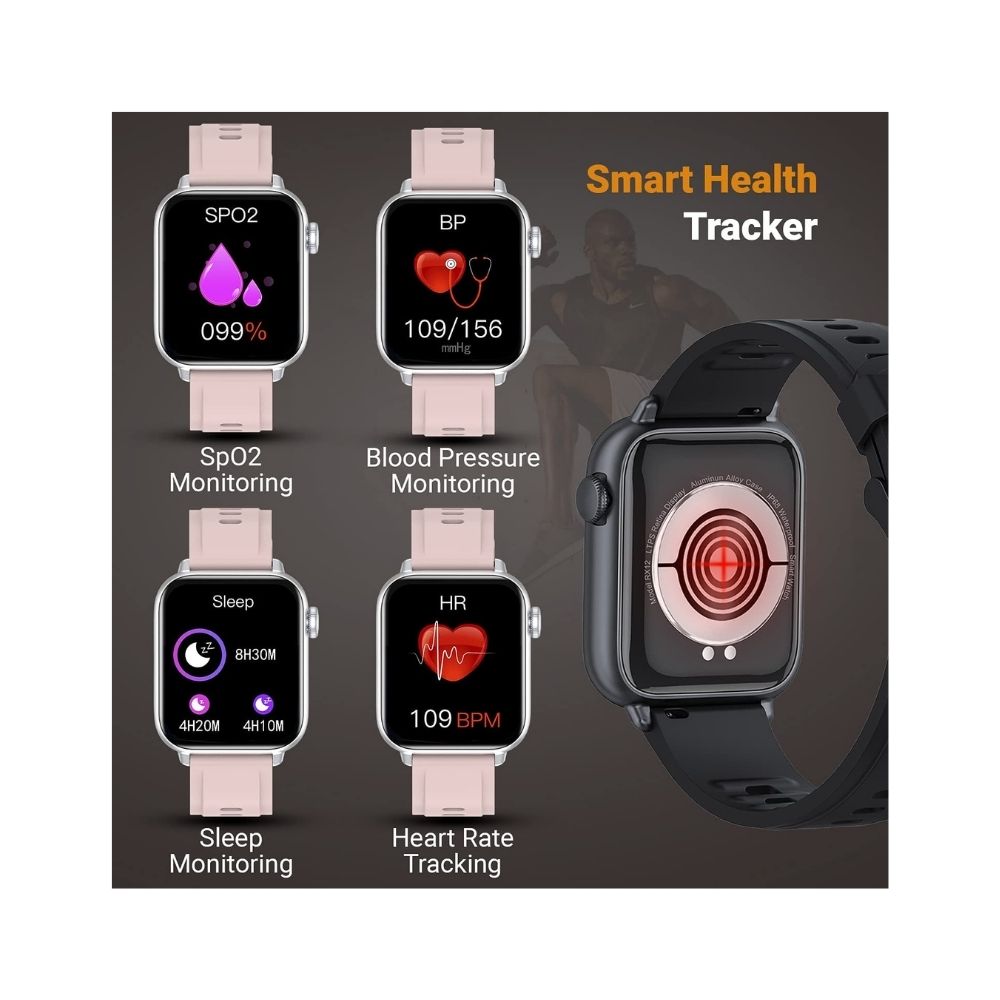 Smart Health
Tracker
SPO2
099%
SpO2
Monitoring
BP
109/156
mmHg
Blood Pressure
Monitoring
Sleep
8H30M
4H20M 4H10M
Sleep
Monitoring
HR
109 BPM
Heart Rate
Tracking
Model RX12 LTPS Retina Display Aluminun Alloy Case IP68 Waterproof Smart Watch